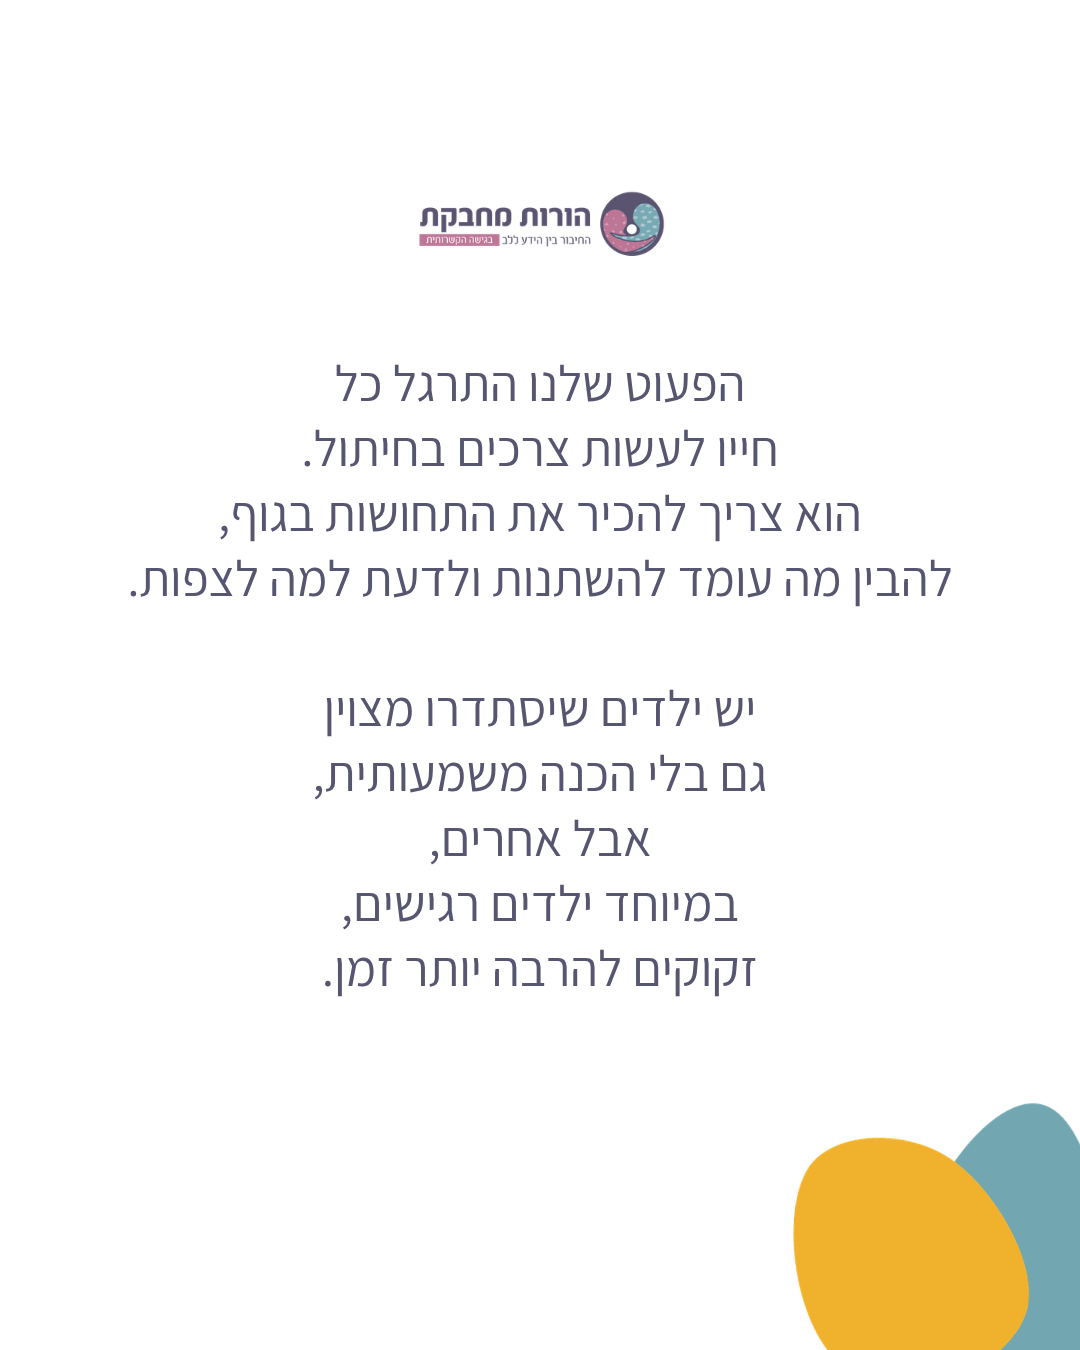 הורות מחבקת
החיבור בין הידע ללב בגישה הקשרותית
הפעוט שלנו התרגל כל
חייו לעשות צרכים בחיתול.
הוא צריך להכיר את התחושות בגוף,
להבין מה עומד להשתנות ולדעת למה לצפות.
יש ילדים שיסתדרו מצוין
גם בלי הכנה משמעותית,
אבל אחרים,
במיוחד ילדים רגישים,
זקוקים להרבה יותר זמן.